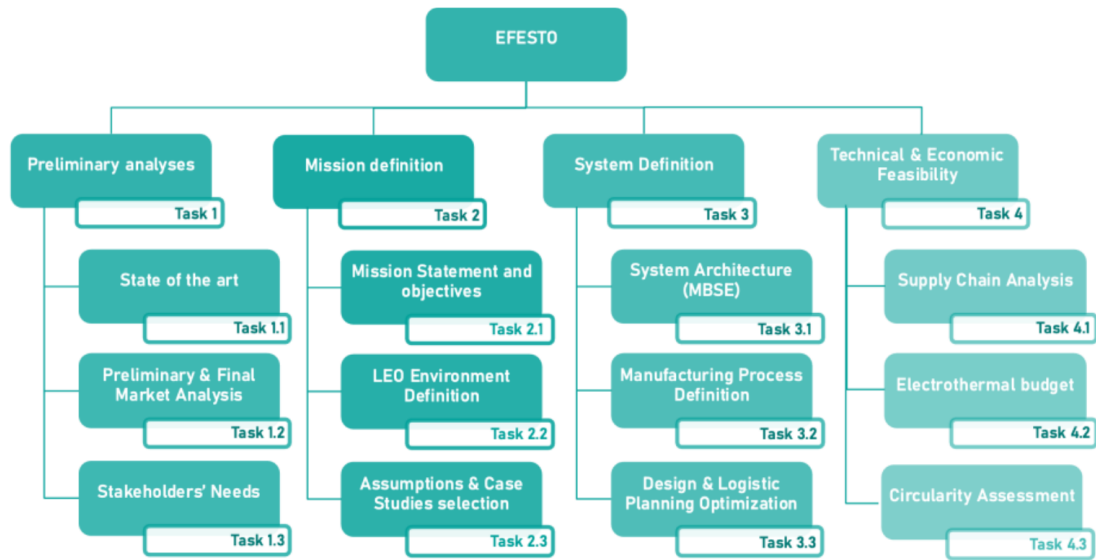 EFESTO
Preliminary analyses
Task 1
Mission definition
Task 2
System Definition
Task 3
Technical & Economic
Feasibility
Task 4
State of the art
Task 1.1
Preliminary & Final
Market Analysis
Task 1.2
Stakeholders' Needs
Task 1.3
Mission Statement and
objectives
Task 2.1
LEO Environment
Definition
Task 2.2
Assumptions & Case
Studies selection
Task 2.3
System Architecture
(MBSE)
Task 3.1
Manufacturing Process
Definition
Task 3.2
Design & Logistic
Planning Optimization
Task 3.3
Supply Chain Analysis
Task 4.1
Electrothermal budget
Task 4.2
Circularity Assessment
Task 4.3